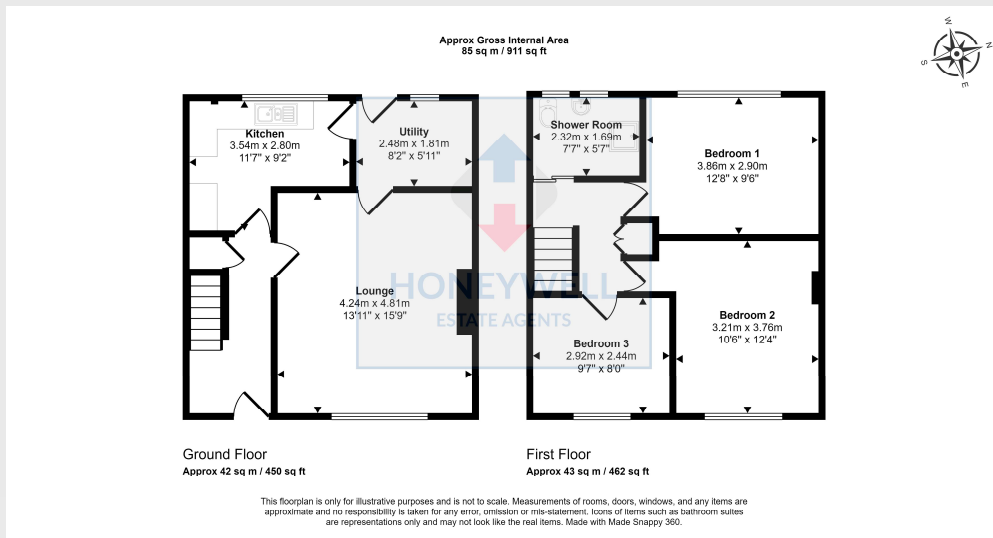 Approx Gross Internal Area
85 sq m / 911 sq ft
W
N
S
E
Kitchen
3.54m x 2.80m
11'7" x 9'2"
Utility
2.48m x 1.81m
8'2" x 5'11"
Lounge
4.24m x 4.81m
13'11" x 15'9"
Shower Room
2.32m x 1.69m
7'7" x 5'7"
Bedroom 1
3.86m x 2.90m
12'8" x 9'6"
Bedroom 2
3.21m x 3.76m
10'6" x 12'4"
Bedroom 3
2.92m x 2.44m
9'7" x 8'0"
HONEYWELL
ESTATE AGENTS
Ground Floor
Approx 42 sq m / 450 sq ft
First Floor
Approx 43 sq m / 462 sq ft
This floorplan is only for illustrative purposes and is not to scale. Measurements of rooms, doors, windows, and any items are
approximate and no responsibility is taken for any error, omission or mis-statement. Icons of items such as bathroom suites
are representations only and may not look like the real items. Made with Made Snappy 360.